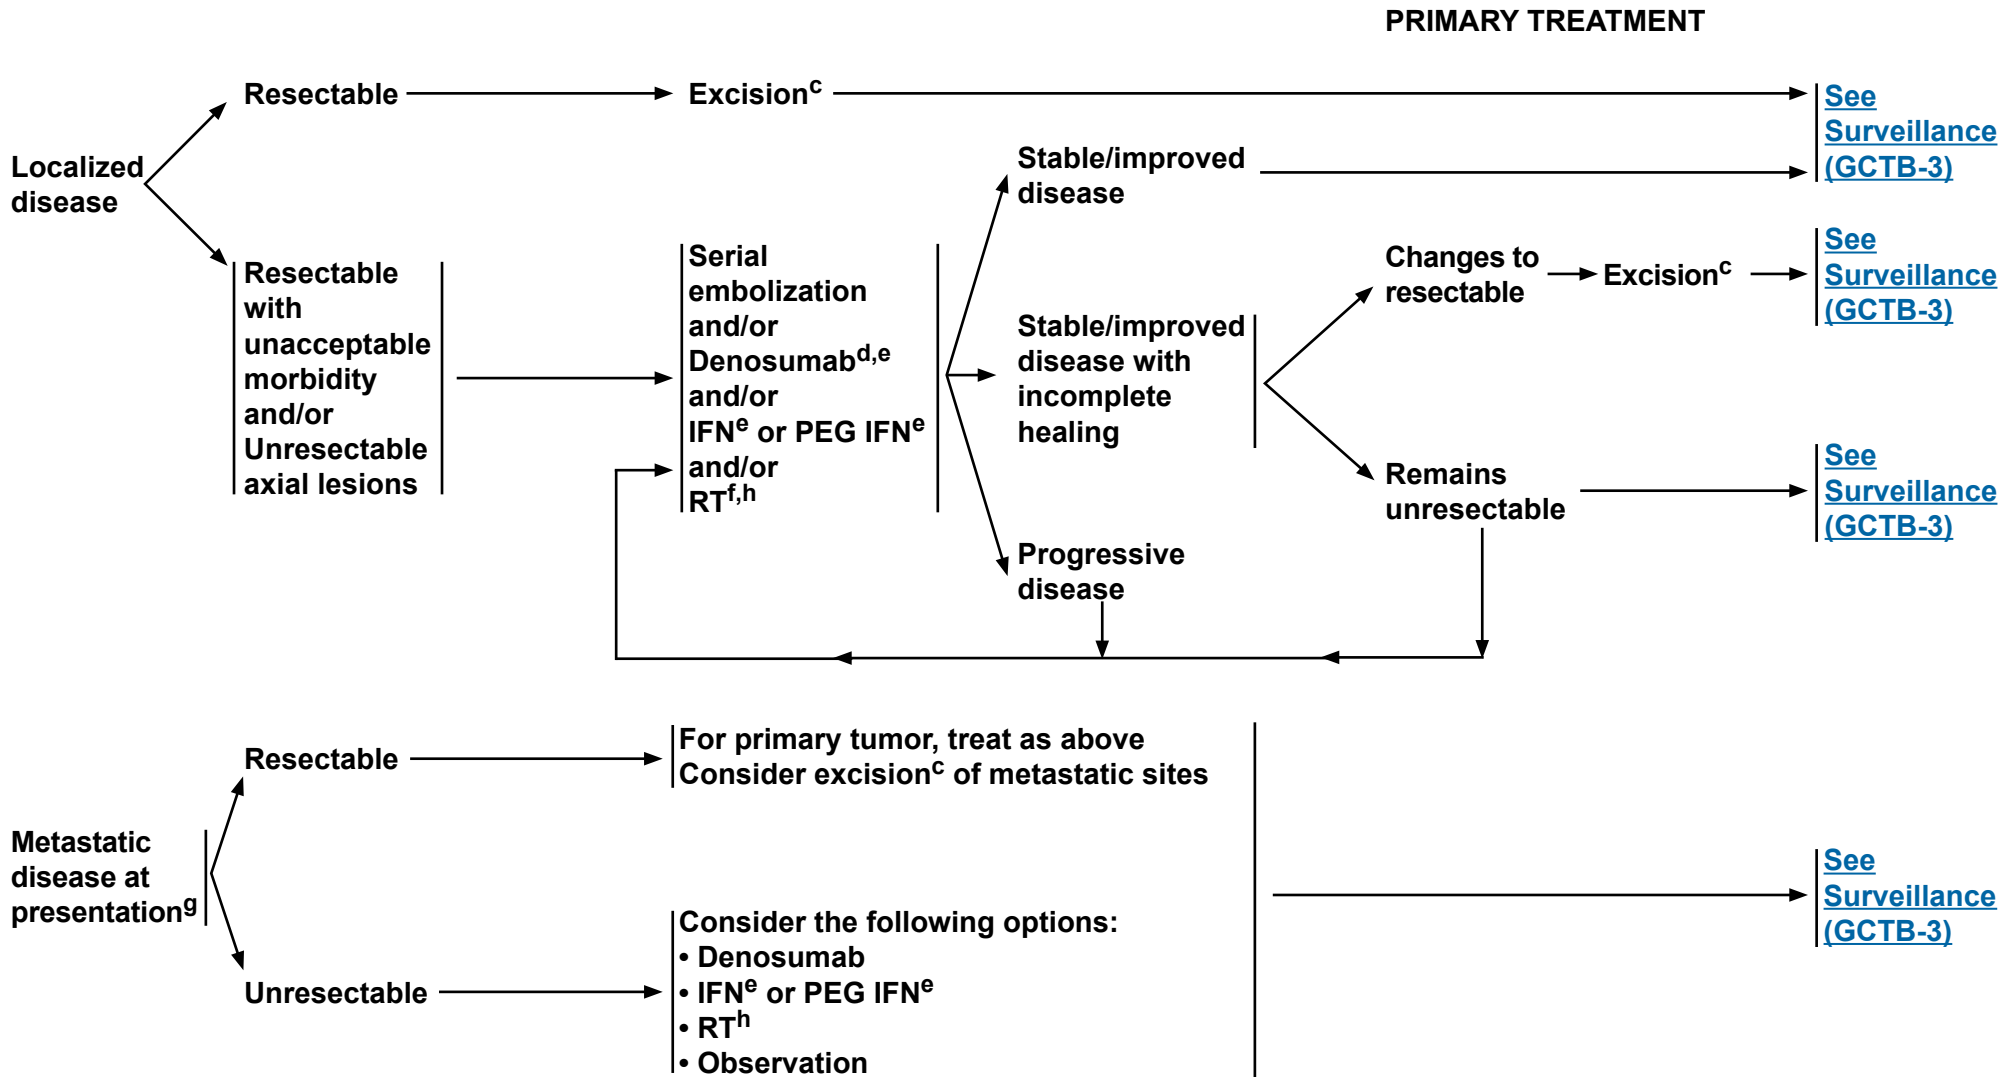 PRIMARY TREATMENT
Localized
disease
Resectable
Excisionᶜ
See
Surveillance
(GCTB-3)
Resectable
with
unacceptable
morbidity
and/or
Unresectable
axial lesions
Serial
embolization
and/or
Denosumabᵈ,ᵉ
and/or
IFNᵉ or PEG IFNᵉ
and/or
RTᶠ,ʰ
Stable/improved
disease
Stable/improved
disease with
incomplete
healing
Changes to
resectable
Excisionᶜ
See
Surveillance
(GCTB-3)
Remains
unresectable
See
Surveillance
(GCTB-3)
Progressive
disease
Metastatic
disease at
presentationᵍ
Resectable
For primary tumor, treat as above
Consider excisionᶜ of metastatic sites
Unresectable
Consider the following options:
• Denosumab
• IFNᵉ or PEG IFNᵉ
• RTʰ
• Observation
See
Surveillance
(GCTB-3)